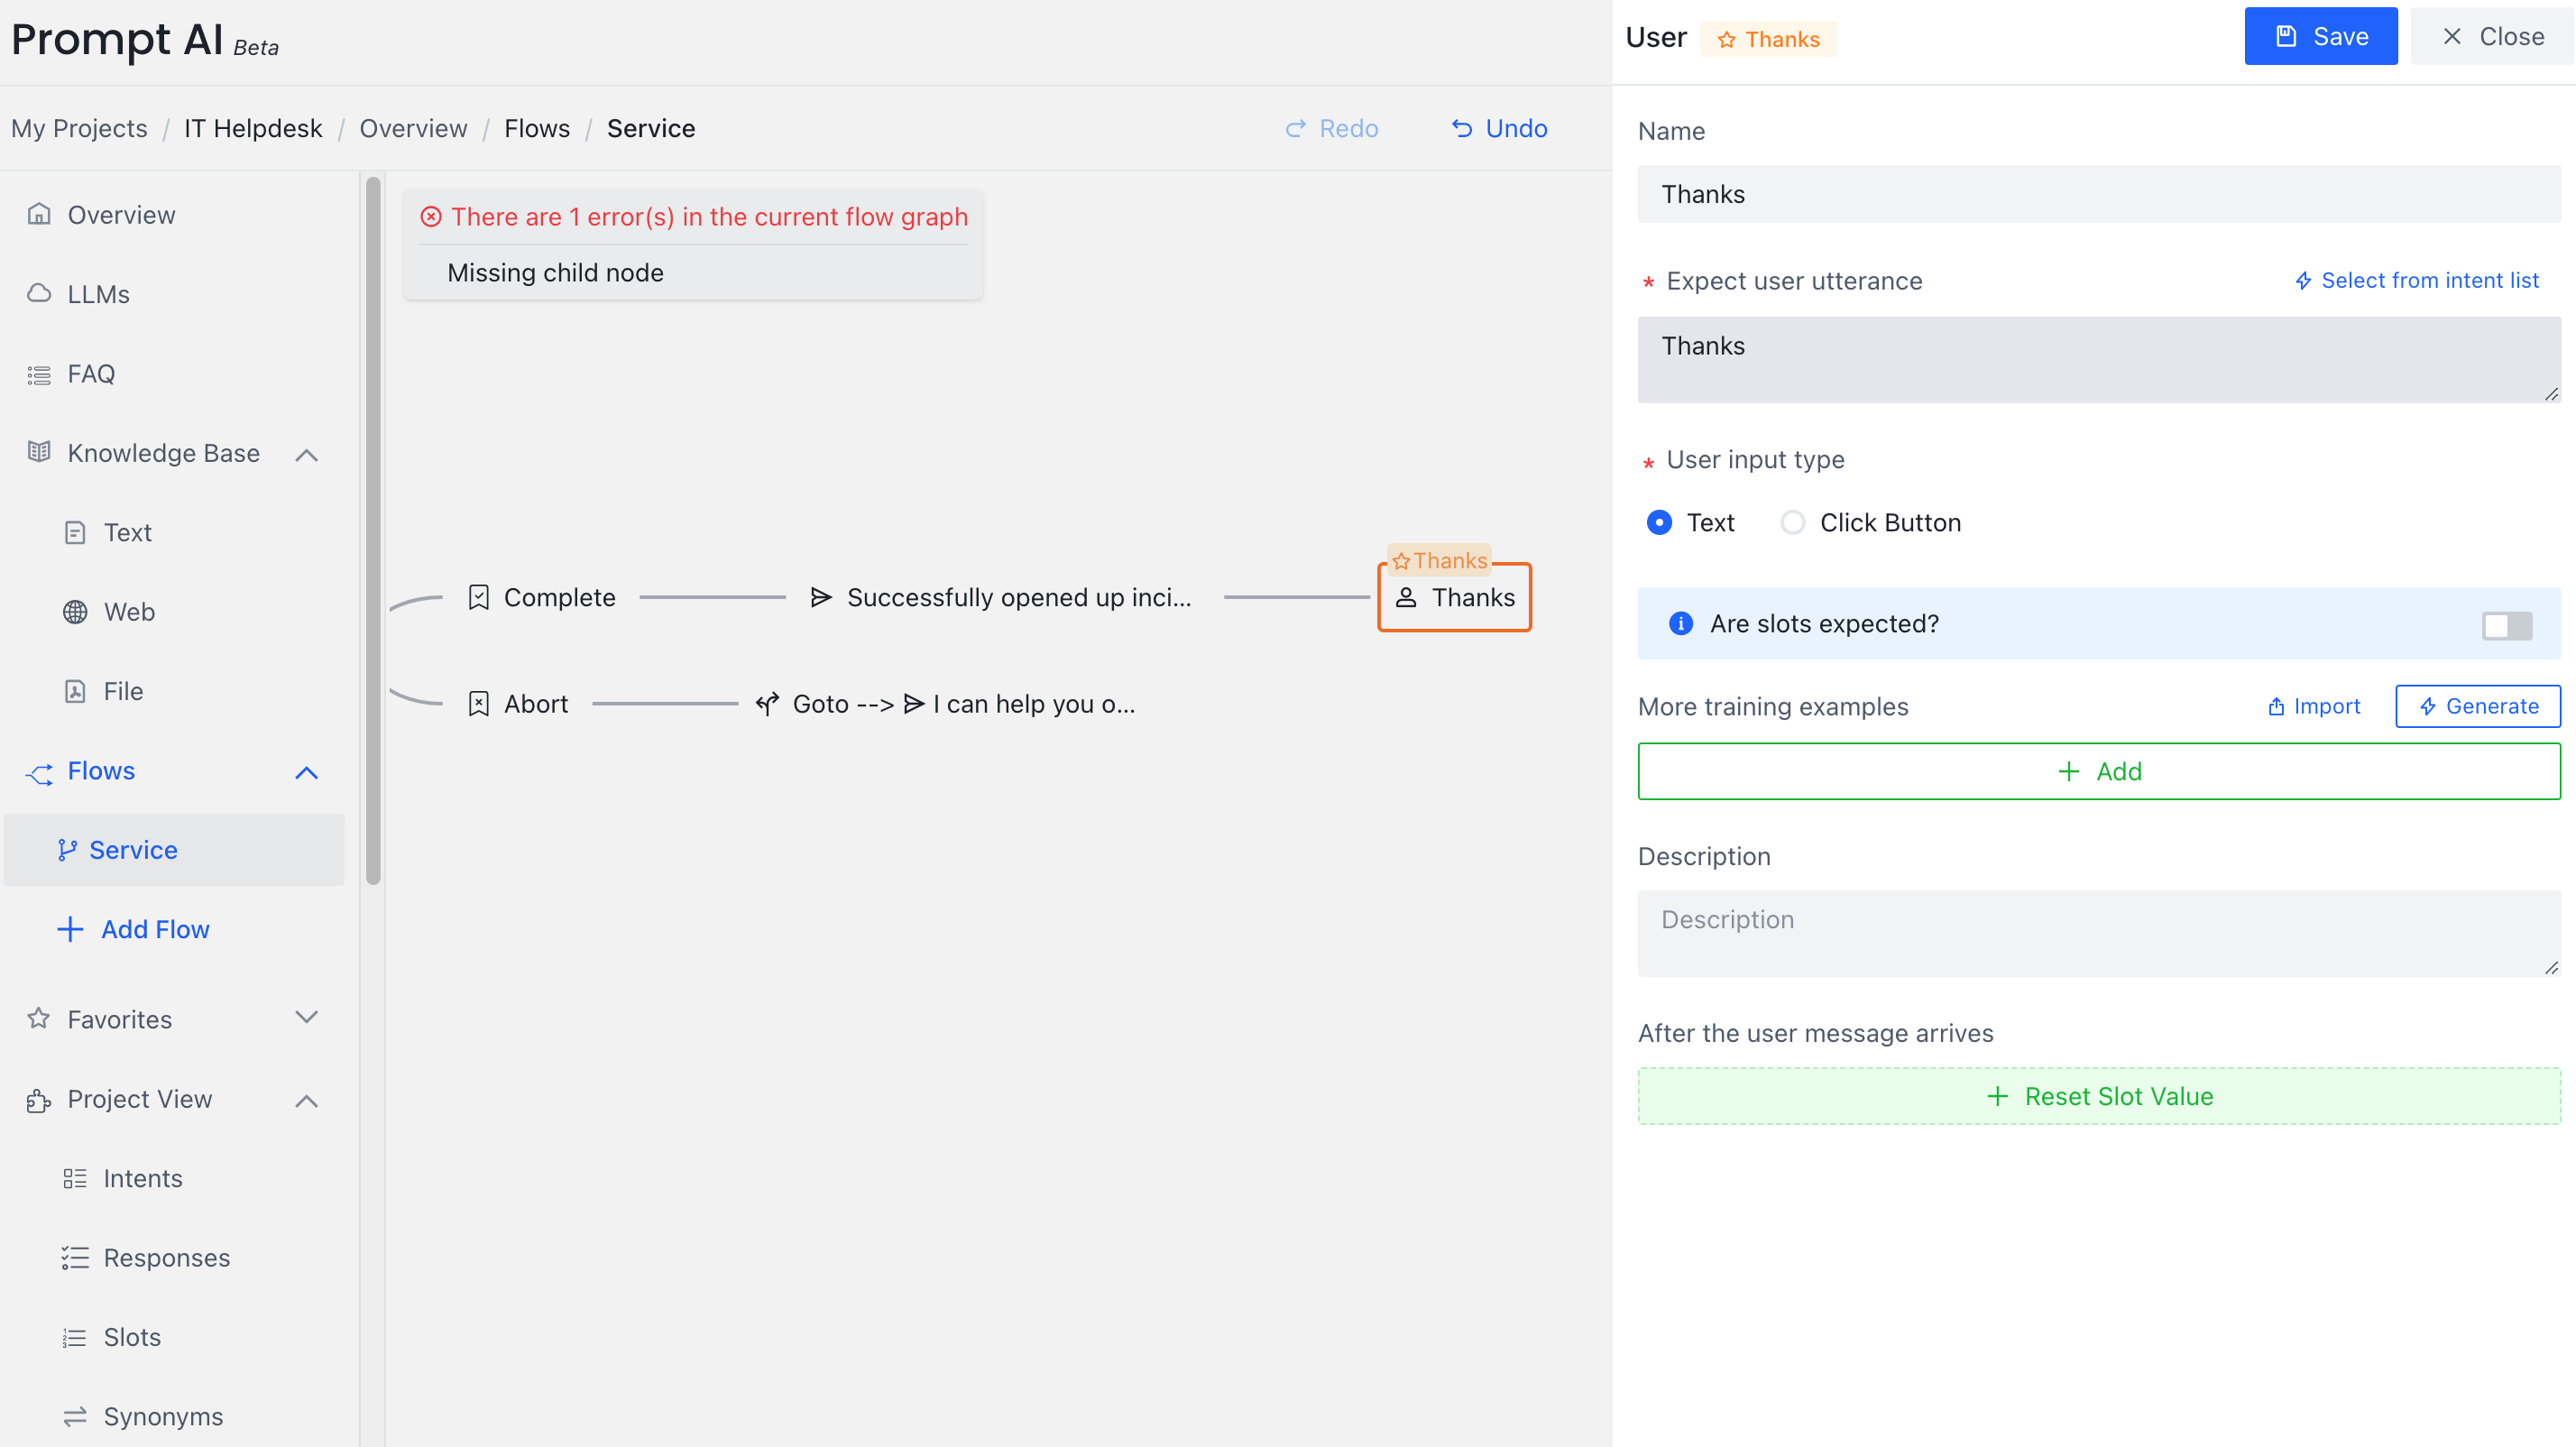 Prompt AI Beta
My Projects / IT Helpdesk / Overview / Flows / Service
Redo
Undo
Overview
LLMs
FAQ
Knowledge Base
Text
Web
File
Flows
Service
Add Flow
Favorites
Project View
Intents
Responses
Slots
Synonyms
There are 1 error(s) in the current flow graph
Missing child node
Complete
Successfully opened up inci...
Thanks
Thanks
Abort
Goto --> I can help you o...
User
Thanks
Save
Close
Name
Thanks
* Expect user utterance
Select from intent list
Thanks
* User input type
Text
Click Button
Are slots expected?
More training examples
Import
Generate
+ Add
Description
Description
After the user message arrives
+ Reset Slot Value